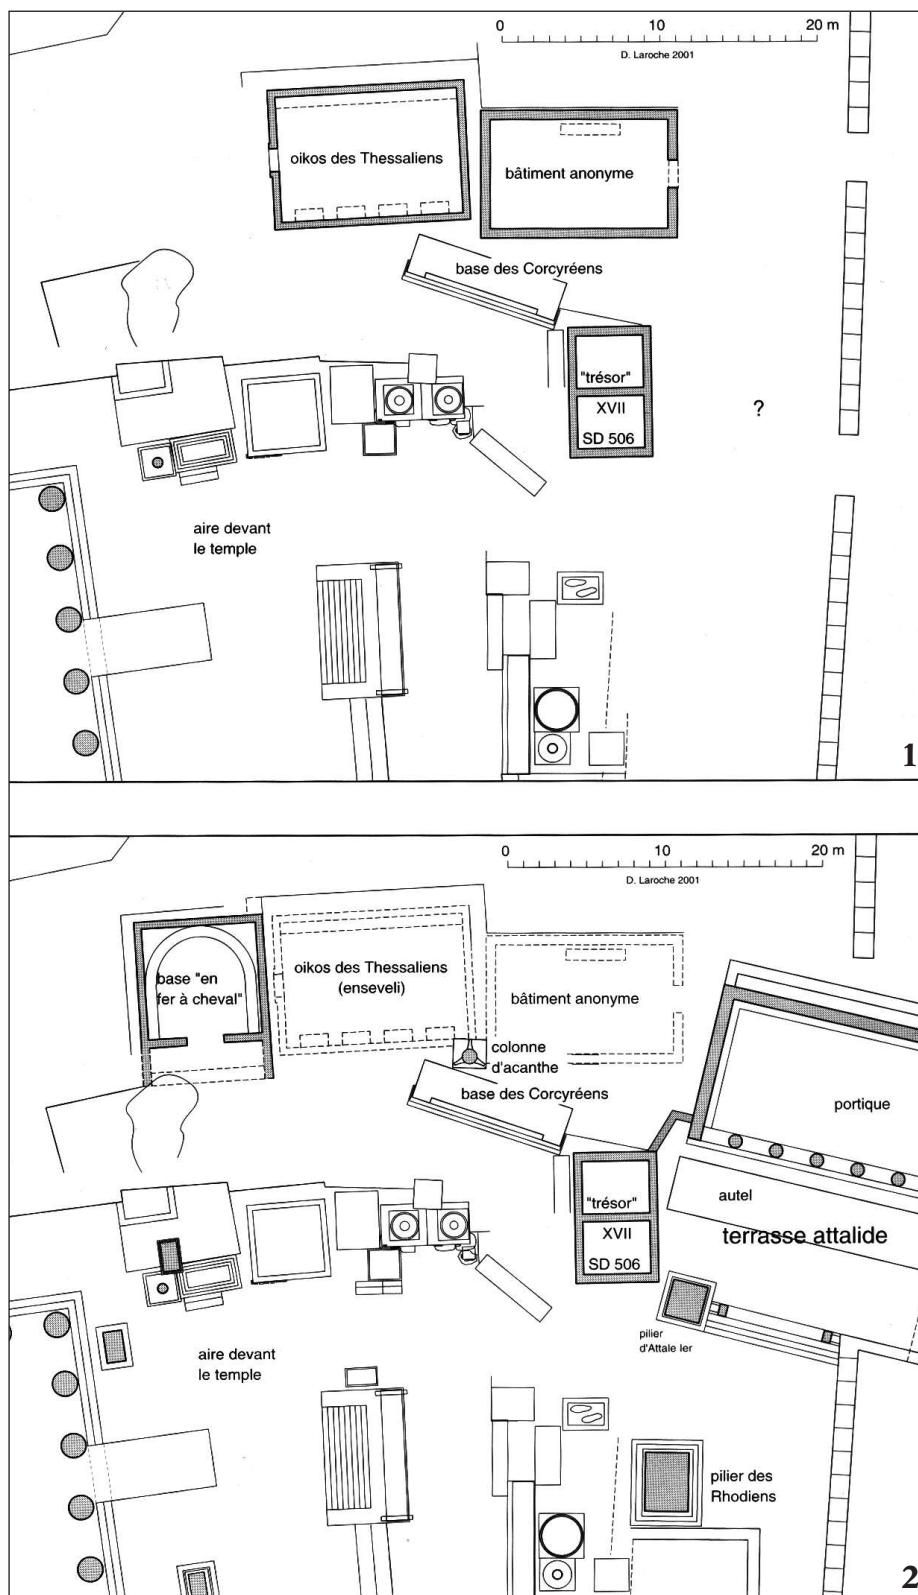 0 10 20 m
D. Laroche 2001
oikos des Thessaliens
bâtiment anonyme
base des Corcyréens
"trésor"
XVII
SD 506
?
aire devant
le temple
1
0 10 20 m
D. Laroche 2001
base "en
fer à cheval"
oikos des Thessaliens
(enseveli)
bâtiment anonyme
colonne
d'acanthe
base des Corcyréens
portique
"trésor"
XVII
SD 506
autel
terrasse attalide
pilier
d'Attale Ier
aire devant
le temple
pilier des
Rhodiens
2